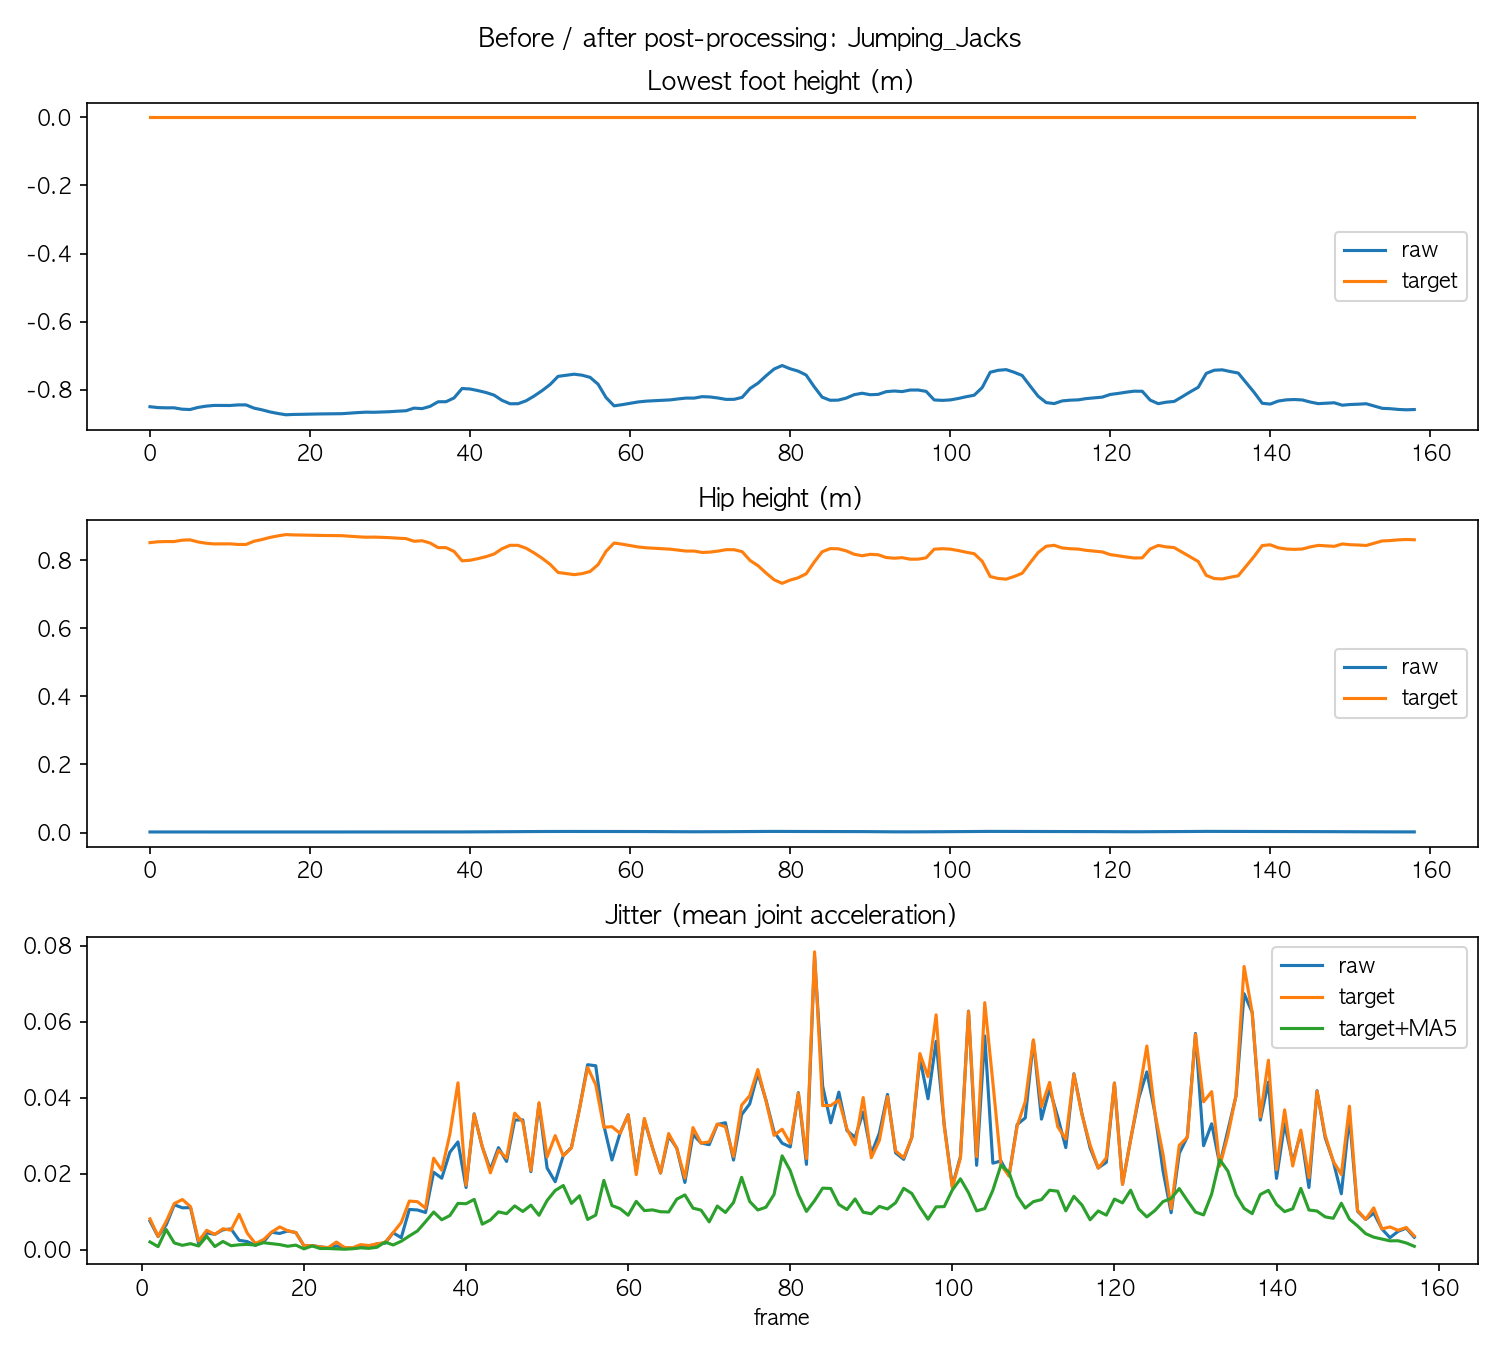 Before / after post-processing: Jumping_Jacks
Lowest foot height (m)
0.0
-0.2
-0.4
-0.6
-0.8
raw
target
0 20 40 60 80 100 120 140 160
Hip height (m)
0.8
0.6
0.4
0.2
0.0
raw
target
0 20 40 60 80 100 120 140 160
Jitter (mean joint acceleration)
0.08
0.06
0.04
0.02
0.00
raw
target
target+MA5
0 20 40 60 80 100 120 140 160
frame